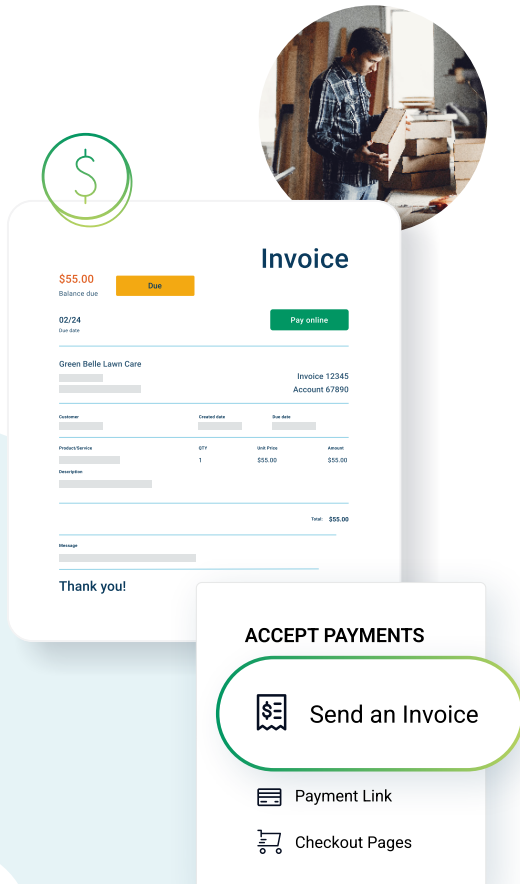 $
Invoice
$55.00
Due
Balance due
02/24
Due date
Pay online
Green Belle Lawn Care
Invoice 12345
Account 67890
Customer Created date Due date
Product/Service QTY Unit Price Amount
1 $55.00 $55.00
Description
Total: $55.00
Message
Thank you!
ACCEPT PAYMENTS
$ Send an Invoice
Payment Link
Checkout Pages